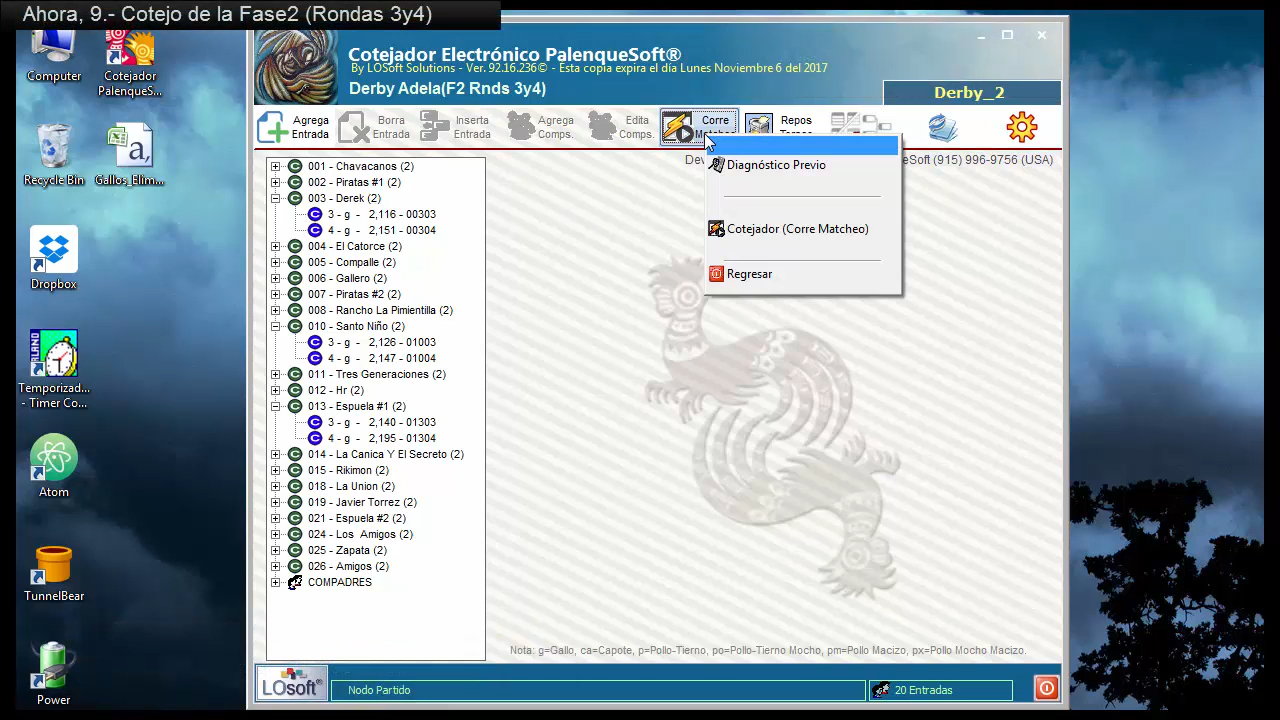 Ahora, 9.- Cotejo de la Fase2 (Rondas 3y4)
Computer
Cotejador
PalenqueS...
Recycle Bin
Gallos_Elim...
Dropbox
Temporizad...
- Timer Co...
Atom
TunnelBear
Power
Cotejador Electrónico PalenqueSoft®
By LOSoft Solutions - Ver. 92.16.236© - Esta copia expira el día Lunes Noviembre 6 del 2017
Derby Adela(F2 Rnds 3y4)
Derby_2
Agrega
Entrada
Borra
Entrada
Inserta
Entrada
Agrega
Comps.
Edita
Comps.
Corre
Matcheo
Repos
eSoft (915) 996-9756 (USA)
Diagnóstico Previo
Cotejador (Corre Matcheo)
Regresar
001 - Chavacanos (2)
002 - Piratas #1 (2)
003 - Derek (2)
3 - g - 2,116 - 00303
4 - g - 2,151 - 00304
004 - El Catorce (2)
005 - Compalle (2)
006 - Gallero (2)
007 - Piratas #2 (2)
008 - Rancho La Pimientilla (2)
010 - Santo Niño (2)
3 - g - 2,126 - 01003
4 - g - 2,147 - 01004
011 - Tres Generaciones (2)
012 - Hr (2)
013 - Espuela #1 (2)
3 - g - 2,140 - 01303
4 - g - 2,195 - 01304
014 - La Canica Y El Secreto (2)
015 - Rikimon (2)
018 - La Union (2)
019 - Javier Torrez (2)
021 - Espuela #2 (2)
024 - Los Amigos (2)
025 - Zapata (2)
026 - Amigos (2)
COMPADRES
Nota: g=Gallo, ca=Capote, p=Pollo-Tierno, po=Pollo-Tierno Mocho, pm=Pollo Macizo, px=Pollo Mocho Macizo.
LOsoft
Nodo Partido
20 Entradas